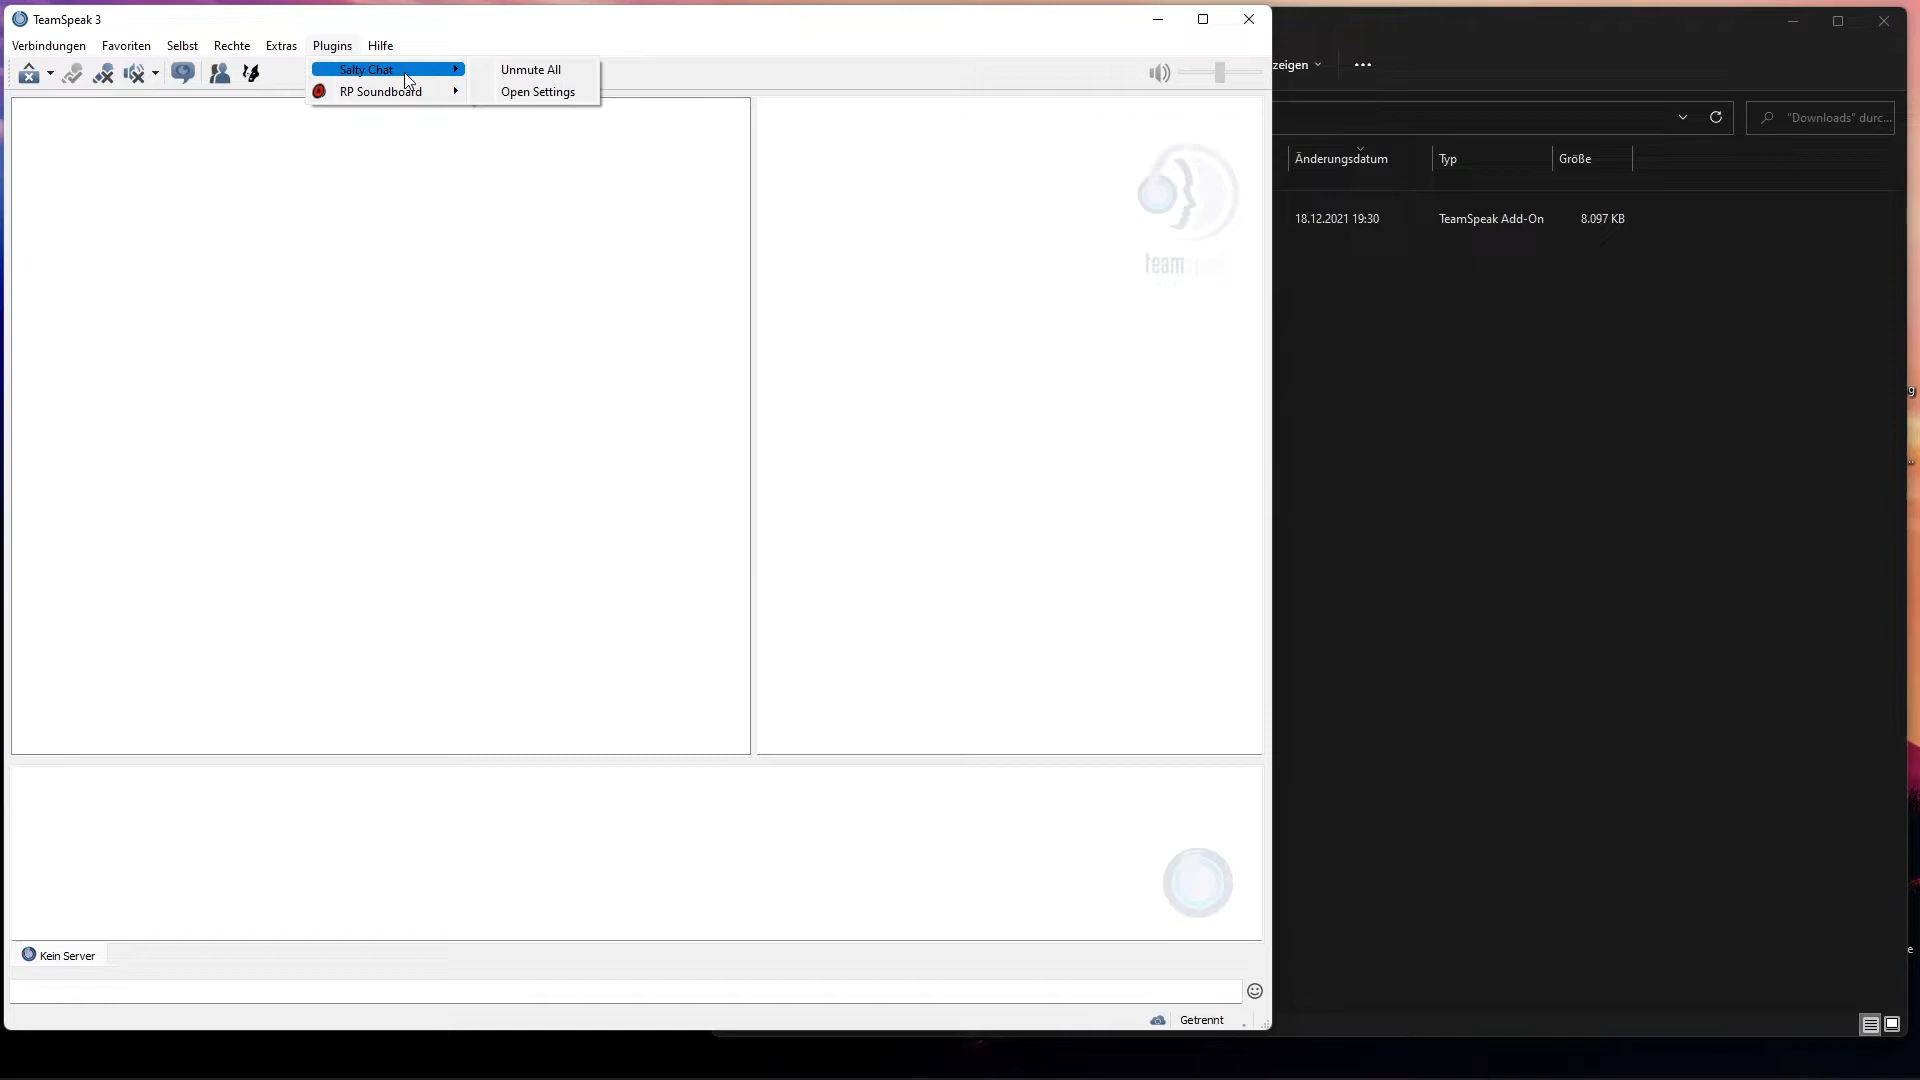 TeamSpeak 3
Verbindungen Favoriten Selbst Rechte Extras Plugins Hilfe
Salty Chat
RP Soundboard
Unmute All
Open Settings
zeigen
"Downloads" durc...
Änderungsdatum Typ Größe
18.12.2021 19:30 TeamSpeak Add-On 8.097 KB
team
Kein Server
Getrennt